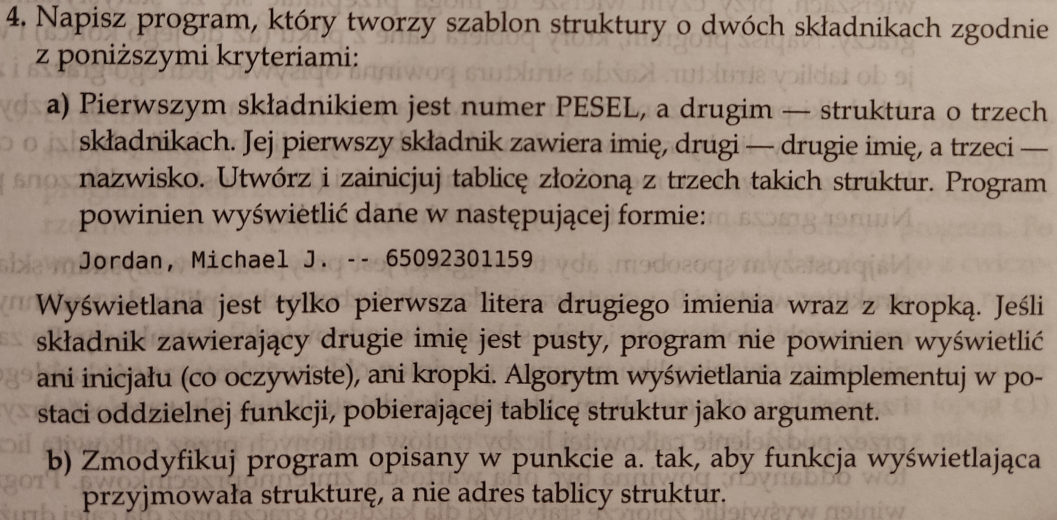 4. Napisz program, który tworzy szablon struktury o dwóch składnikach zgodnie
z poniższymi kryteriami:
a) Pierwszym składnikiem jest numer PESEL, a drugim — struktura o trzech
składnikach. Jej pierwszy składnik zawiera imię, drugi — drugie imię, a trzeci —
nazwisko. Utwórz i zainicjuj tablicę złożoną z trzech takich struktur. Program
powinien wyświetlić dane w następującej formie:
Jordan, Michael J. -- 65092301159
Wyświetlana jest tylko pierwsza litera drugiego imienia wraz z kropką. Jeśli
składnik zawierający drugie imię jest pusty, program nie powinien wyświetlić
ani inicjału (co oczywiste), ani kropki. Algorytm wyświetlania zaimplementuj w po-
staci oddzielnej funkcji, pobierającej tablicę struktur jako argument.
b) Zmodyfikuj program opisany w punkcie a. tak, aby funkcja wyświetlająca
przyjmowała strukturę, a nie adres tablicy struktur.